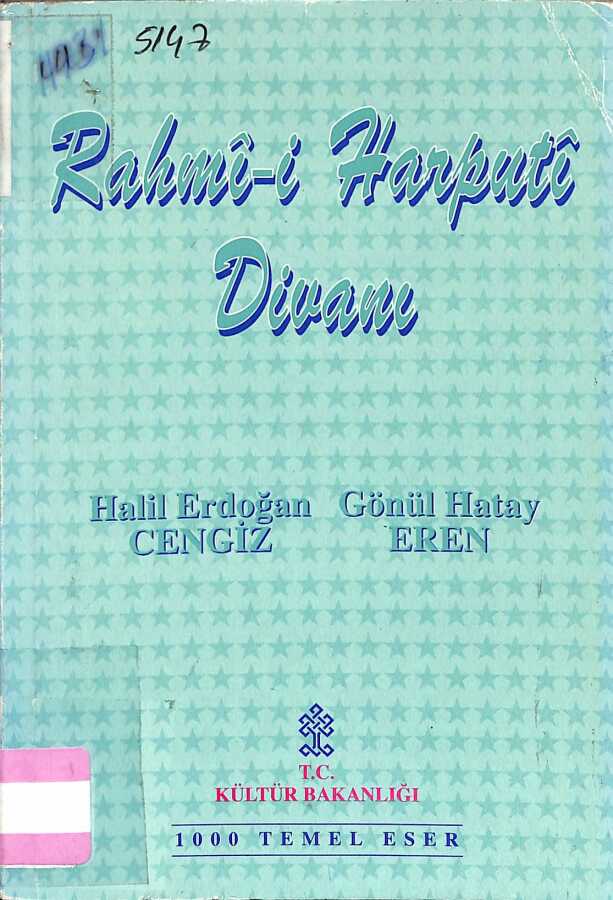 5147
Rahmî-i Harputî
Divanı
Halil Erdoğan Gönül Hatay
CENGİZ EREN
T.C.
KÜLTÜR BAKANLIĞI
1000 TEMEL ESER